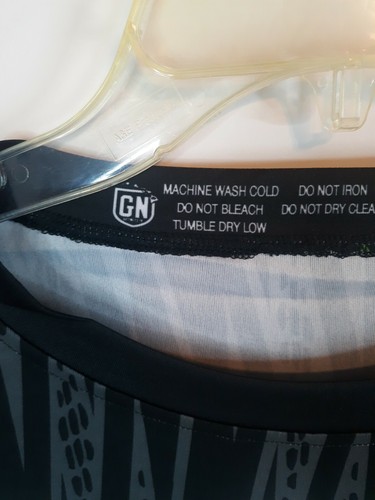 GN
MACHINE WASH COLD DO NOT IRON
DO NOT BLEACH DO NOT DRY CLEA
TUMBLE DRY LOW